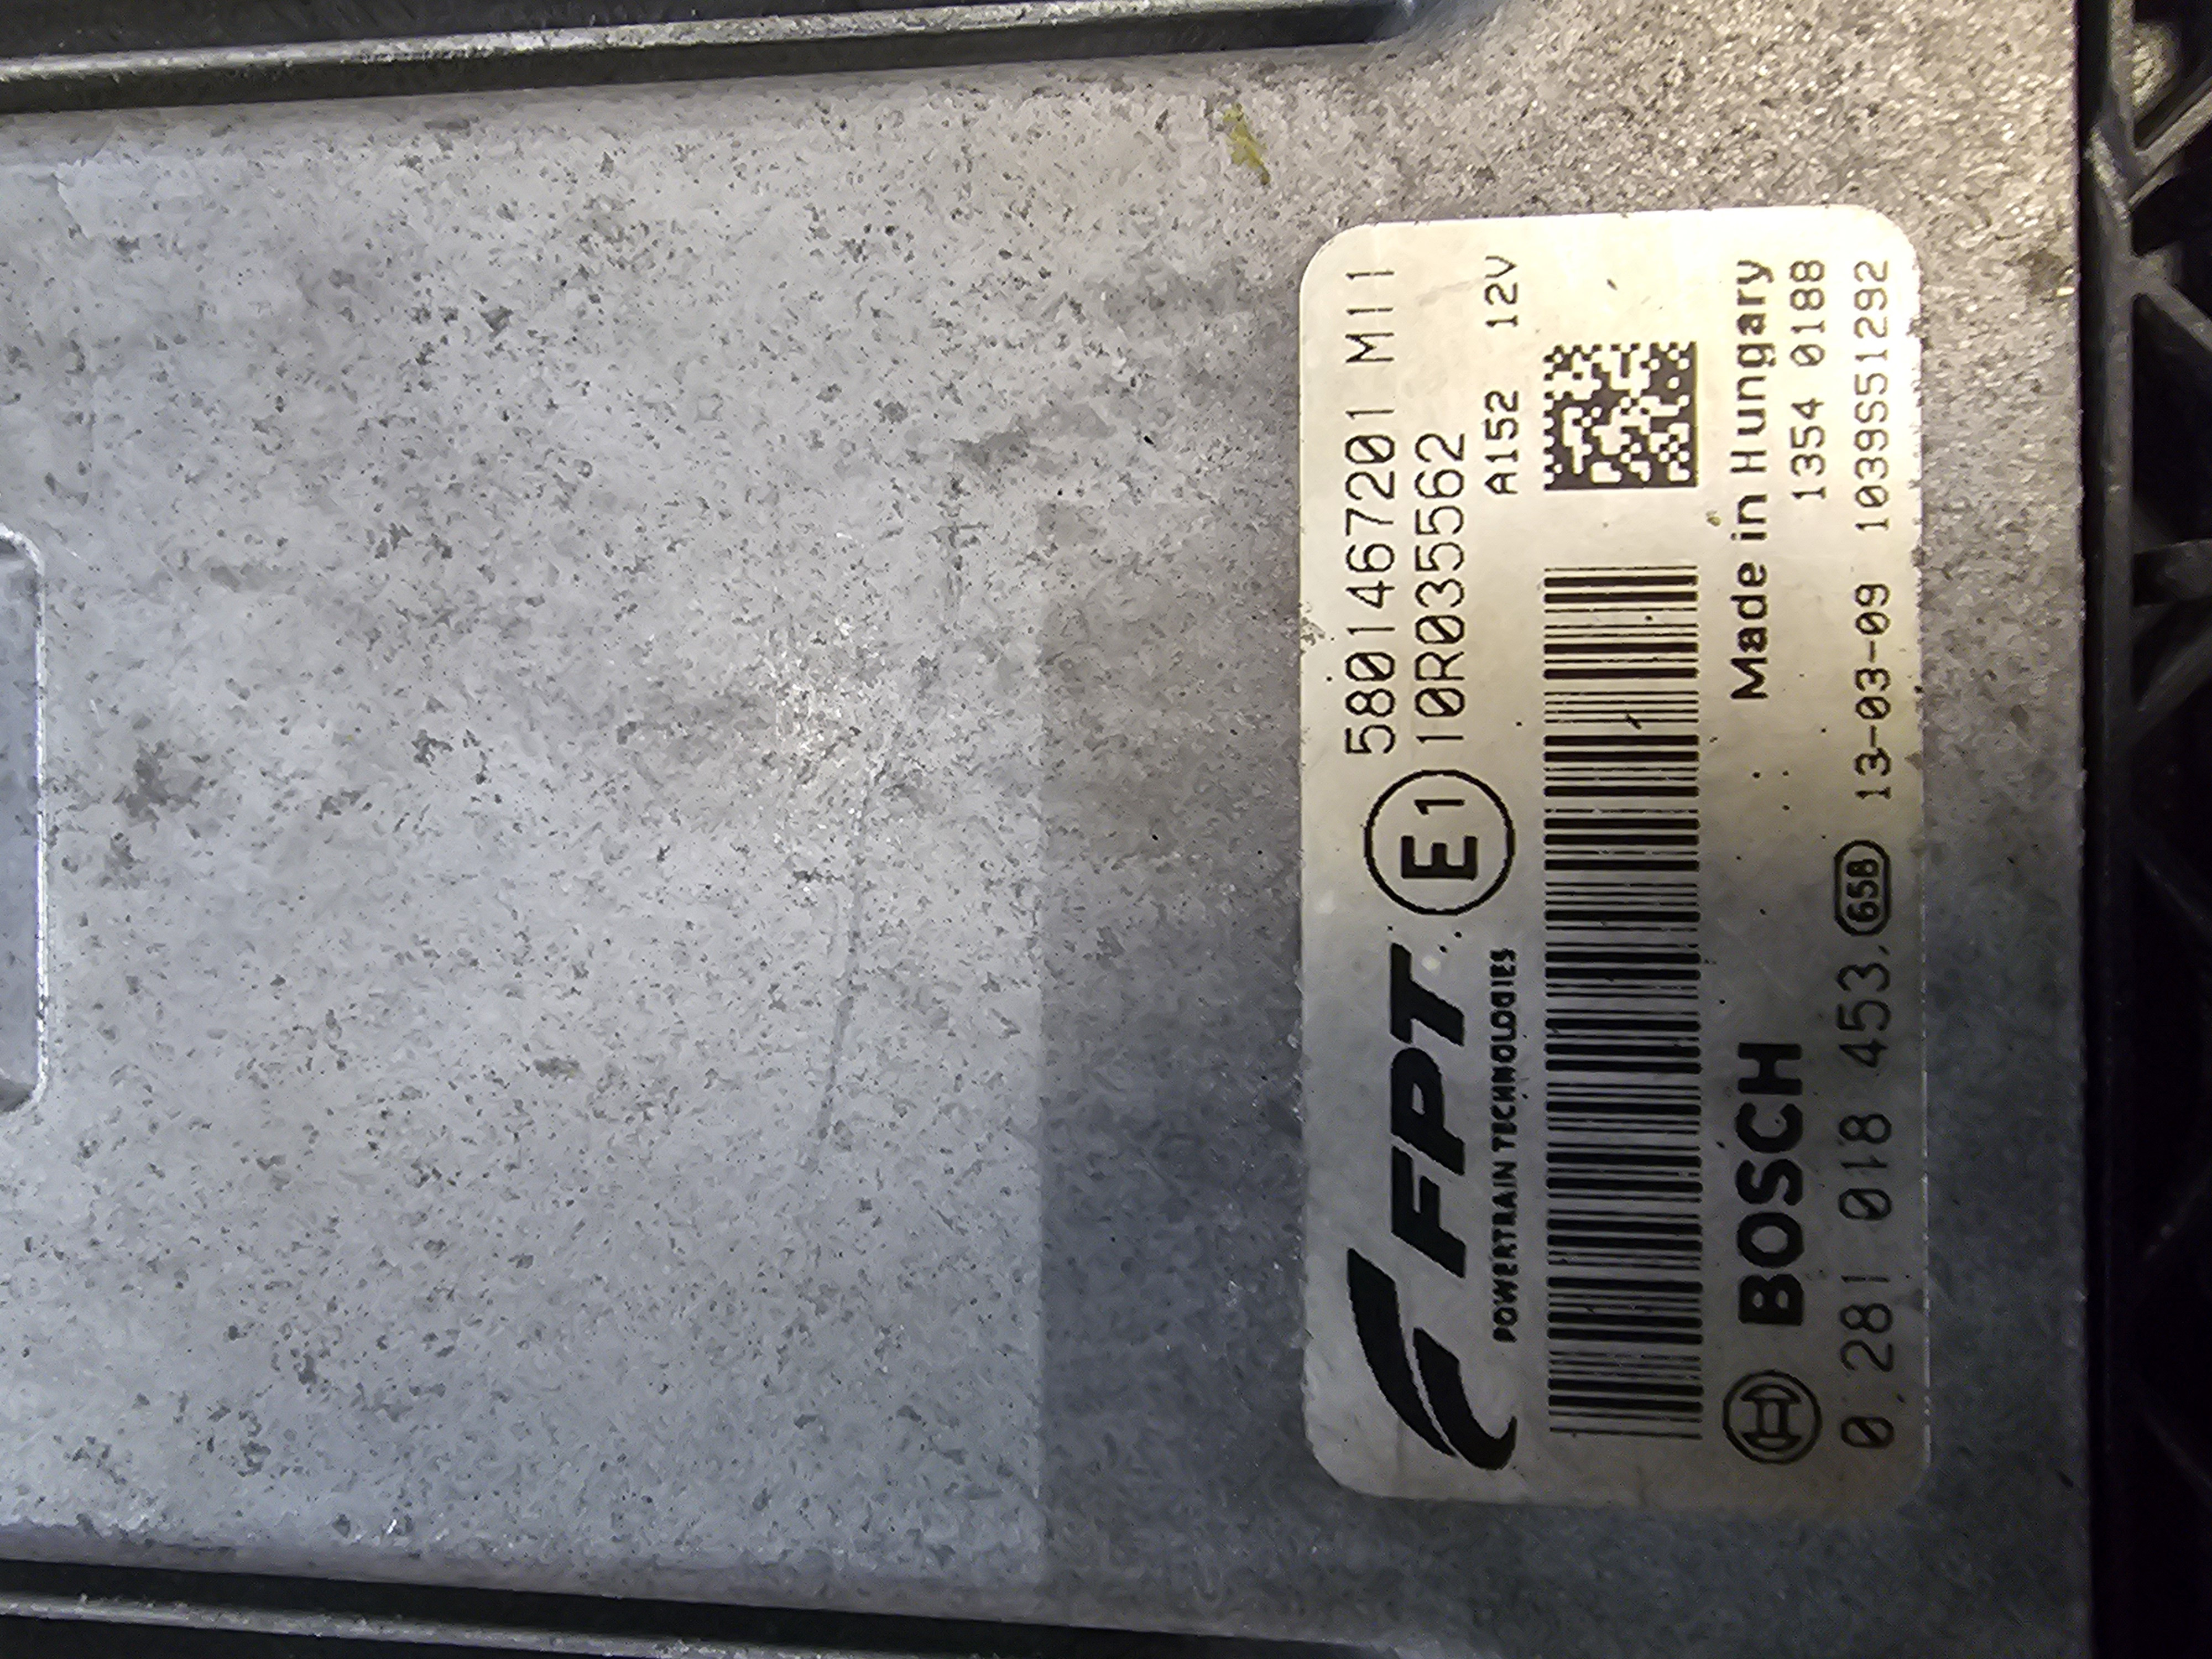 5801467201 M11
E1 10R035562
FPT
POWERTRAIN TECHNOLOGIES
A152 12V
BOSCH
Made in Hungary
1354 0188
0 281 018 453. 658 13-03-09 1039S51292